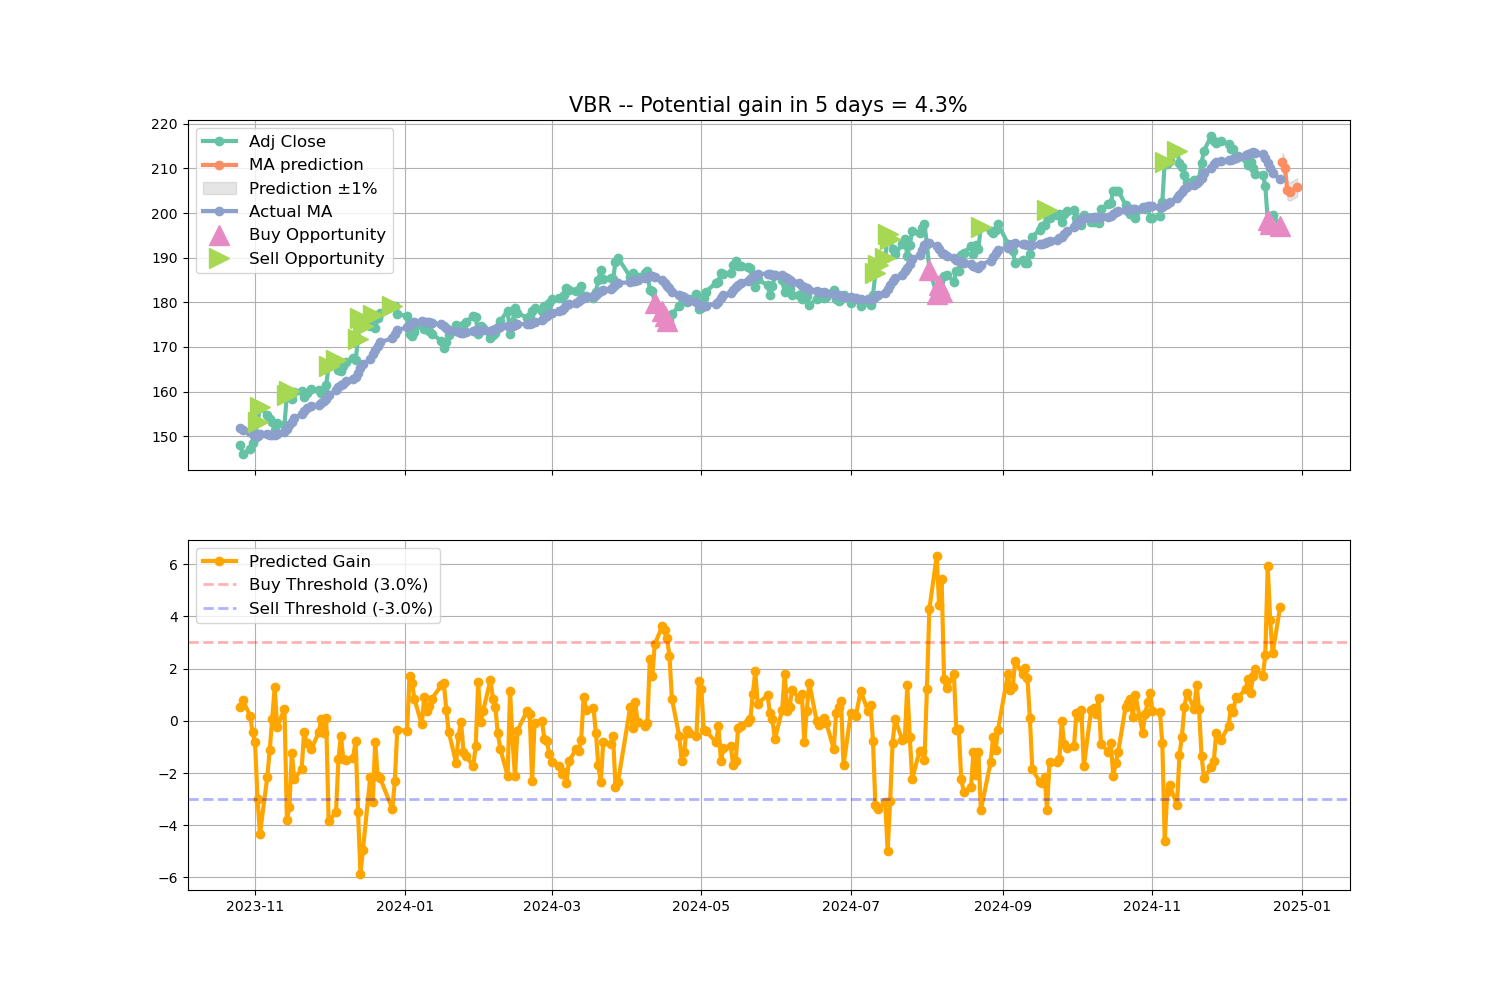 VBR -- Potential gain in 5 days = 4.3%
220
210
200
190
180
170
160
150
Adj Close
MA prediction
Prediction ±1%
Actual MA
Buy Opportunity
Sell Opportunity
6
4
2
0
−2
−4
−6
Predicted Gain
Buy Threshold (3.0%)
Sell Threshold (-3.0%)
2023-11
2024-01
2024-03
2024-05
2024-07
2024-09
2024-11
2025-01